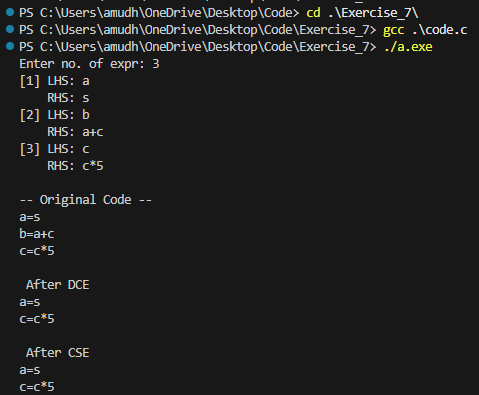 PS C:\Users\amudh\OneDrive\Desktop\Code> cd .\Exercise_7\
PS C:\Users\amudh\OneDrive\Desktop\Code\Exercise_7> gcc .\code.c
PS C:\Users\amudh\OneDrive\Desktop\Code\Exercise_7> ./a.exe
Enter no. of expr: 3
[1] LHS: a
    RHS: s
[2] LHS: b
    RHS: a+c
[3] LHS: c
    RHS: c*5

-- Original Code --
a=s
b=a+c
c=c*5

 After DCE
a=s
c=c*5

 After CSE
a=s
c=c*5